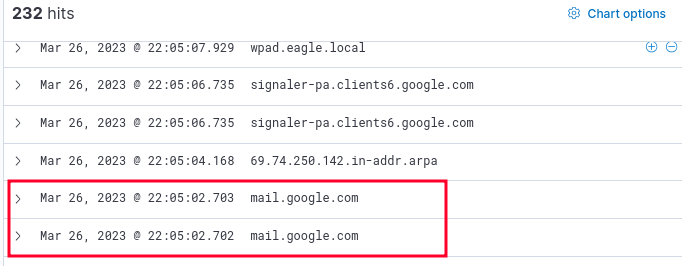 232 hits Chart options
Mar 26, 2023 @ 22:05:07.929 wpad.eagle.local
Mar 26, 2023 @ 22:05:06.735 signaler-pa.clients6.google.com
Mar 26, 2023 @ 22:05:06.735 signaler-pa.clients6.google.com
Mar 26, 2023 @ 22:05:04.168 69.74.250.142.in-addr.arpa
Mar 26, 2023 @ 22:05:02.703 mail.google.com
Mar 26, 2023 @ 22:05:02.702 mail.google.com